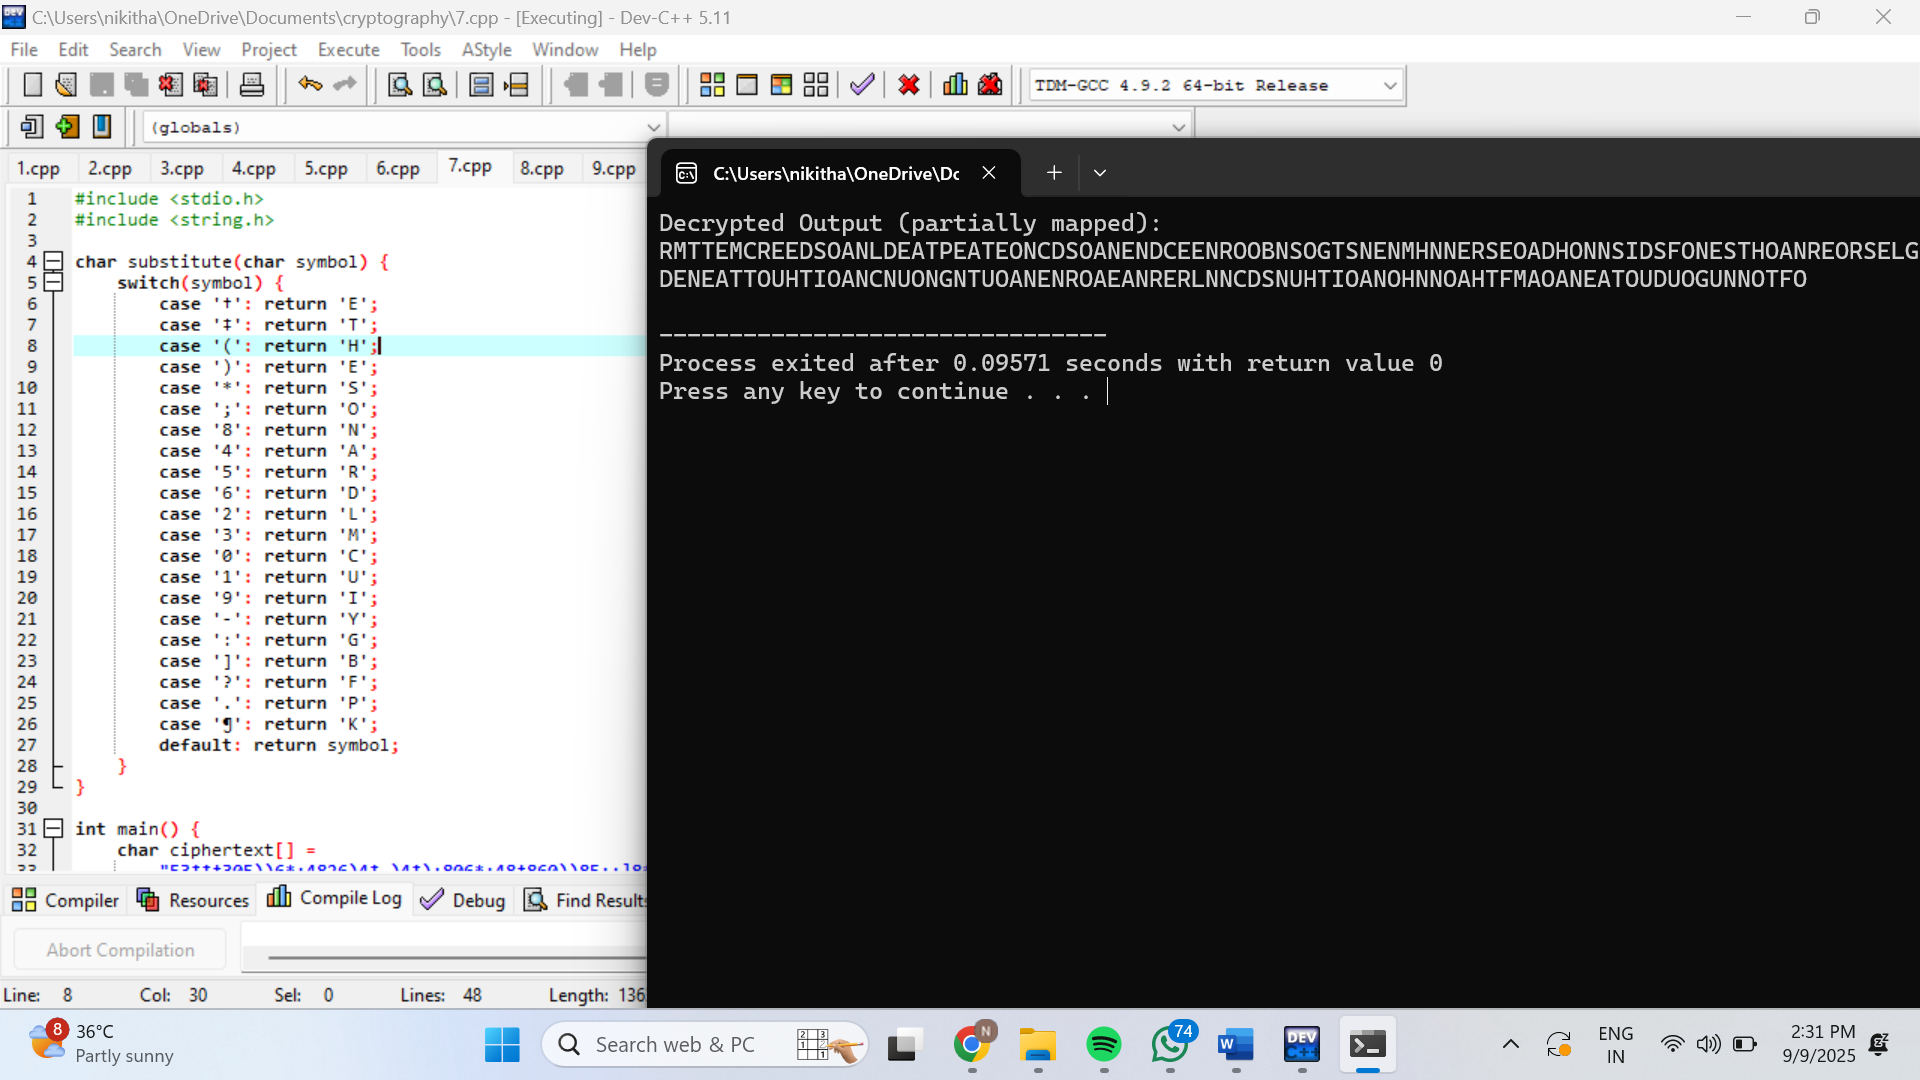 C:\Users\nikitha\OneDrive\Documents\cryptography\7.cpp - [Executing] - Dev-C++ 5.11
File Edit Search View Project Execute Tools AStyle Window Help
TDM-GCC 4.9.2 64-bit Release
(globals)
1.cpp 2.cpp 3.cpp 4.cpp 5.cpp 6.cpp 7.cpp 8.cpp 9.cpp
1 #include <stdio.h>
2 #include <string.h>
3
4 char substitute(char symbol) {
5 switch(symbol) {
6 case '†': return 'E';
7 case '‡': return 'T';
8 case '(': return 'H';
9 case ')': return 'E';
10 case '*': return 'S';
11 case ';': return 'O';
12 case '8': return 'N';
13 case '4': return 'A';
14 case '5': return 'R';
15 case '6': return 'D';
16 case '2': return 'L';
17 case '3': return 'M';
18 case '0': return 'C';
19 case '1': return 'U';
20 case '9': return 'I';
21 case '-': return 'Y';
22 case ':': return 'G';
23 case ']': return 'B';
24 case '?': return 'F';
25 case '.': return 'P';
26 case '¶': return 'K';
27 default: return symbol;
28 }
29 }
30
31 int main() {
32 char ciphertext[] =
C:\Users\nikitha\OneDrive\Dc
Decrypted Output (partially mapped):
RMTTEMCREEDSOANLDEATPEATEONCDSOANENDCEENROOBNSOGTSNENMHNNERSEOADHONNSIDSFONESTHOANREORSELG
DENEATTOUHTIOANCNUONGNTUOANENROAEANRERLNNCDSNUHTIOANOHNNOAHTFMAOANEATOUDUOGUNNOTFO
--------------------------------
Process exited after 0.09571 seconds with return value 0
Press any key to continue . . .
Compiler Resources Compile Log Debug Find Results
Abort Compilation
Line: 8 Col: 30 Sel: 0 Lines: 48 Length: 136
8
36°C
Partly sunny
Search web & PC
N
74
W
DEV
C++
ENG
IN
2:31 PM
9/9/2025